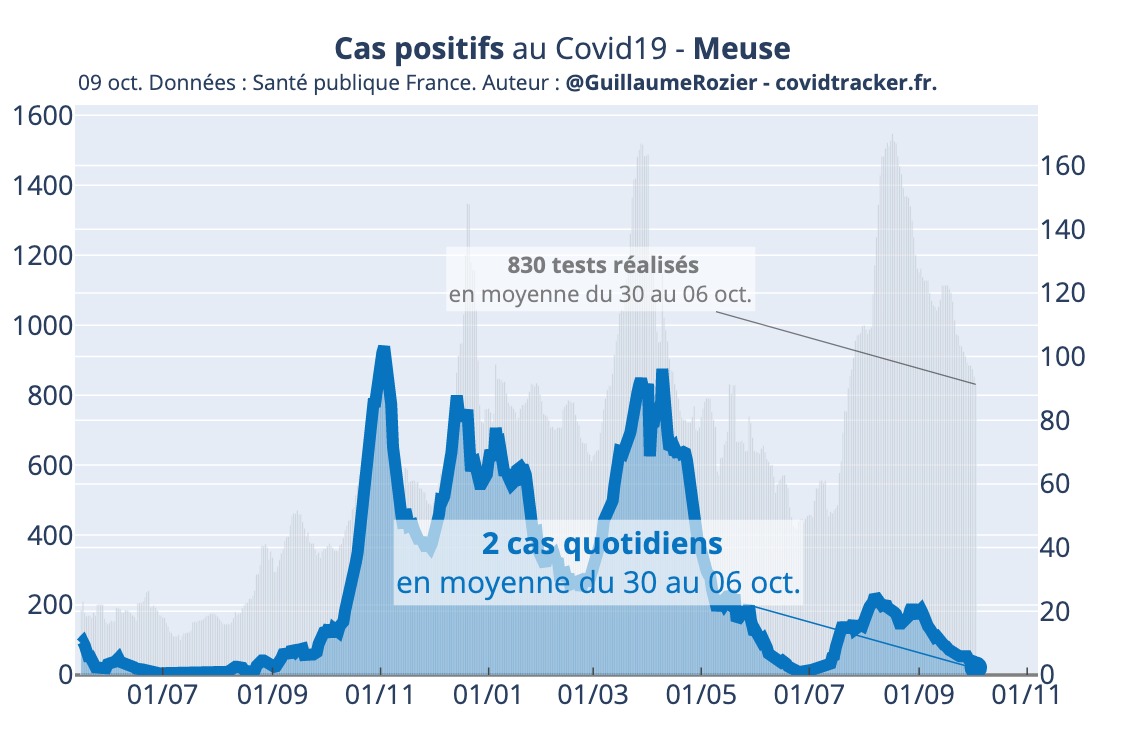 Cas positifs au Covid19 - Meuse
09 oct. Données : Santé publique France. Auteur : @GuillaumeRozier - covidtracker.fr.
1600
1400
1200
1000
800
600
400
200
0
160
140
120
100
80
60
40
20
0
830 tests réalisés
en moyenne du 30 au 06 oct.
2 cas quotidiens
en moyenne du 30 au 06 oct.
01/07 01/09 01/11 01/01 01/03 01/05 01/07 01/09 01/11